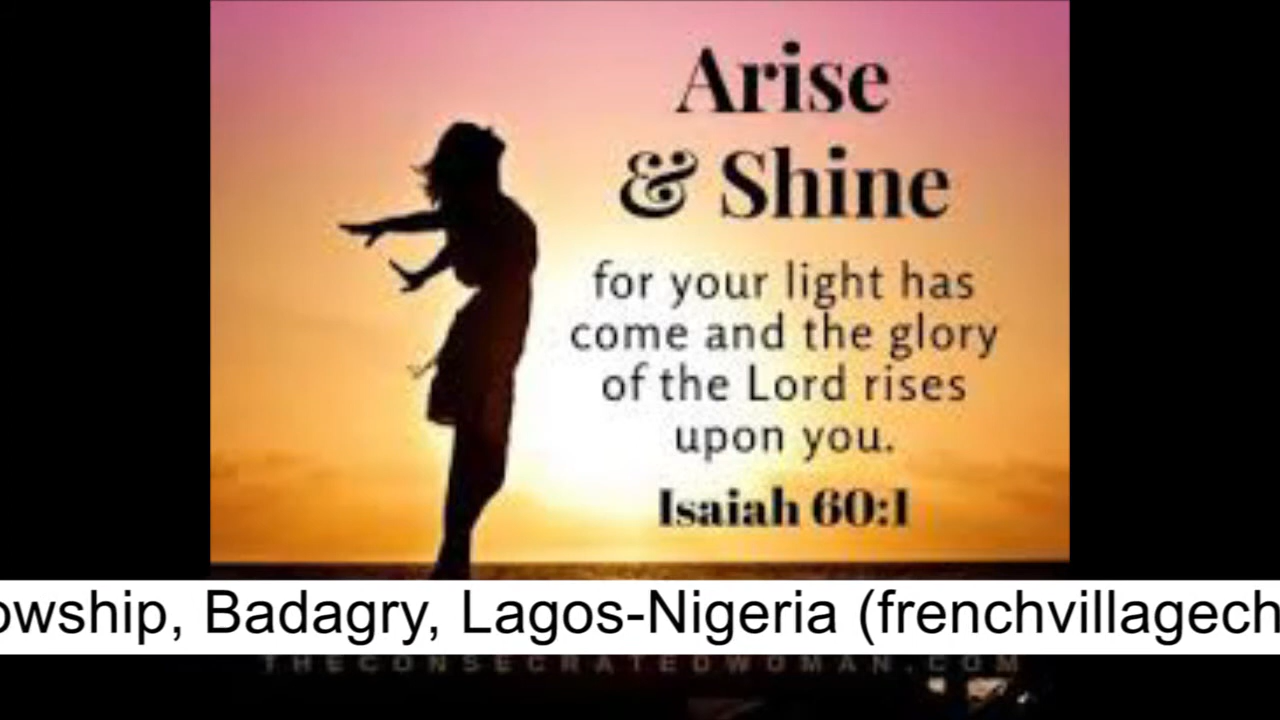 Arise
& Shine
for your light has
come and the glory
of the Lord rises
upon you.
Isaiah 60:1
owship, Badagry, Lagos-Nigeria (frenchvillagech
THECONSECRATEDWOMAN.COM